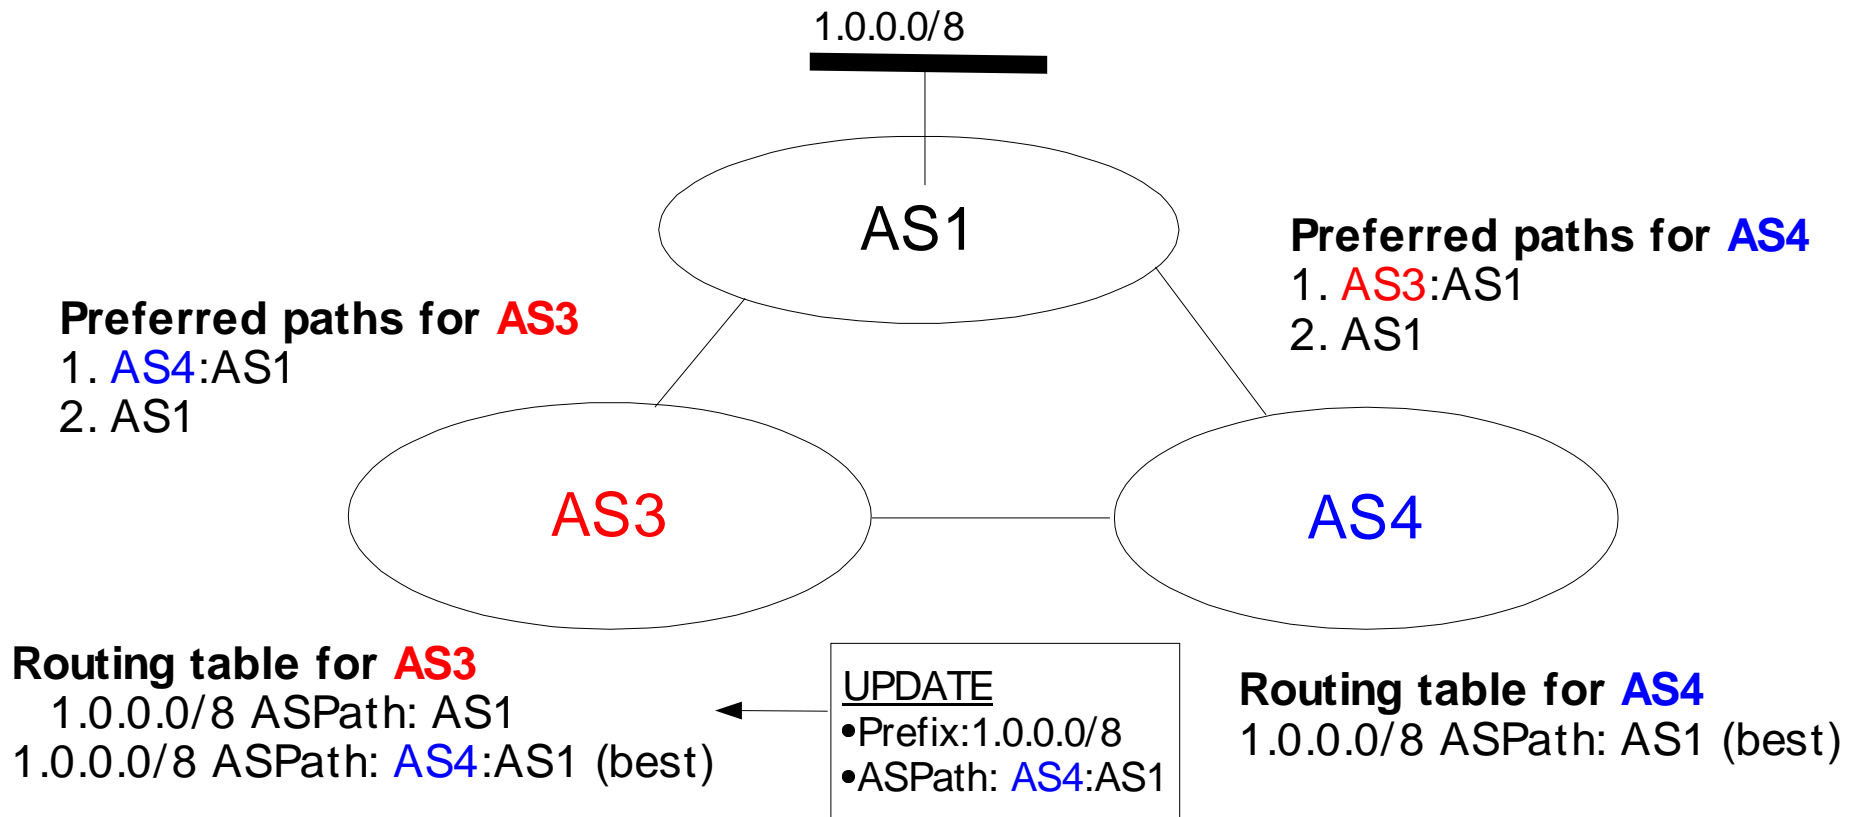 1.0.0.0/8
AS1
Preferred paths for AS4
1. AS3:AS1
2. AS1
Preferred paths for AS3
1. AS4:AS1
2. AS1
AS3
AS4
Routing table for AS3
1.0.0.0/8 ASPath: AS1
1.0.0.0/8 ASPath: AS4:AS1 (best)
UPDATE
•Prefix:1.0.0.0/8
•ASPath: AS4:AS1
Routing table for AS4
1.0.0.0/8 ASPath: AS1 (best)